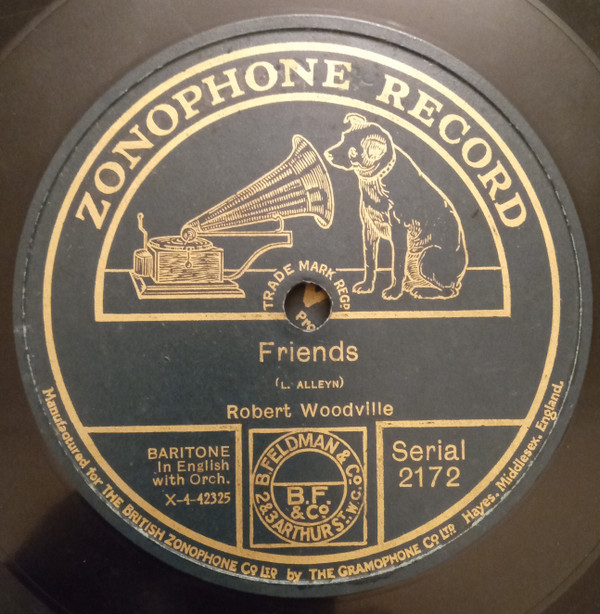 ZONOPHONE RECORD
TRADE MARK REGD
Pro
Friends
(L. ALLEYN)
Robert Woodville
BARITONE
In English
with Orch.
X-4-42325
B. FELDMAN & Co
2 & 3 ARTHUR ST. W.C.
B.F.
& Co
Serial
2172
Manufactured for THE BRITISH ZONOPHONE Co LTD by THE GRAMOPHONE Co LTD Hayes, Middlesex, England.